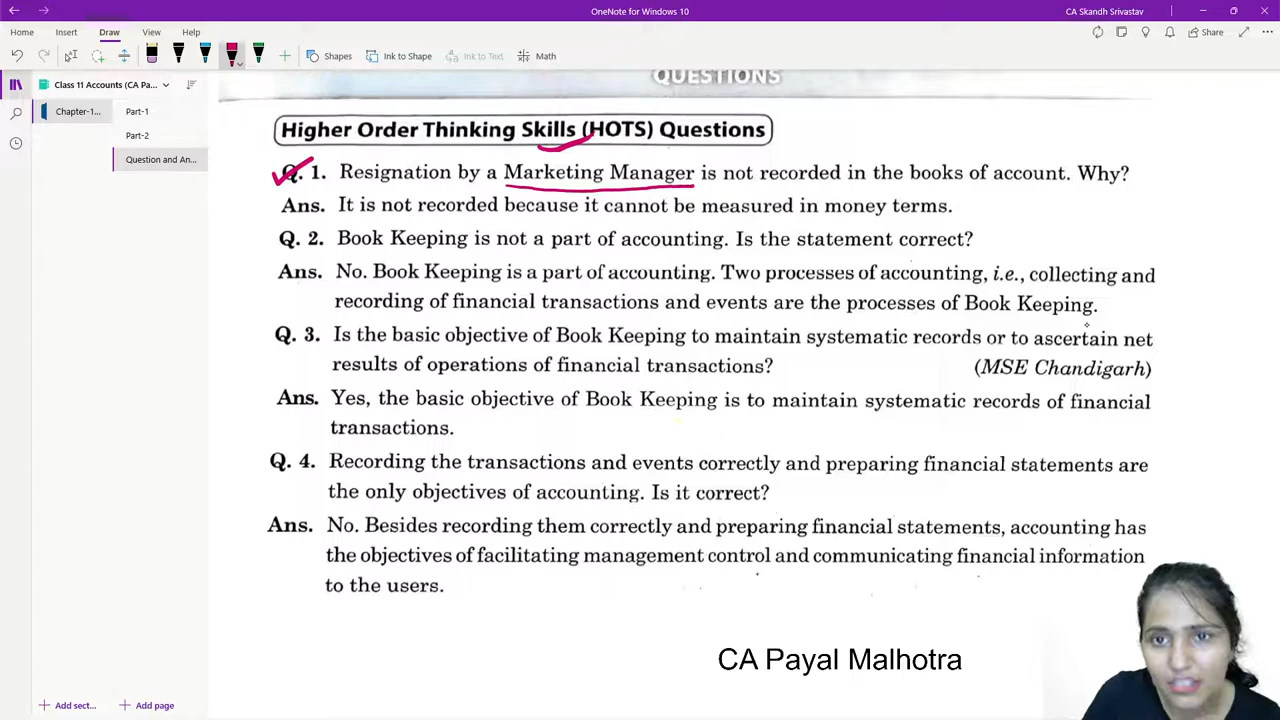 OneNote for Windows 10
CA Skandh Srivastav
Home
Insert
Draw
View
Help
Shapes
Ink to Shape
Ink to Text
Math
Share
Class 11 Accounts (CA Pa...
Chapter-1...
Part-1
Part-2
Question and An...
QUESTIONS
Higher Order Thinking Skills (HOTS) Questions
Q. 1. Resignation by a Marketing Manager is not recorded in the books of account. Why?
Ans. It is not recorded because it cannot be measured in money terms.
Q. 2. Book Keeping is not a part of accounting. Is the statement correct?
Ans. No. Book Keeping is a part of accounting. Two processes of accounting, i.e., collecting and
recording of financial transactions and events are the processes of Book Keeping.
Q. 3. Is the basic objective of Book Keeping to maintain systematic records or to ascertain net
results of operations of financial transactions? (MSE Chandigarh)
Ans. Yes, the basic objective of Book Keeping is to maintain systematic records of financial
transactions.
Q. 4. Recording the transactions and events correctly and preparing financial statements are
the only objectives of accounting. Is it correct?
Ans. No. Besides recording them correctly and preparing financial statements, accounting has
the objectives of facilitating management control and communicating financial information
to the users.
CA Payal Malhotra
Add sect...
Add page